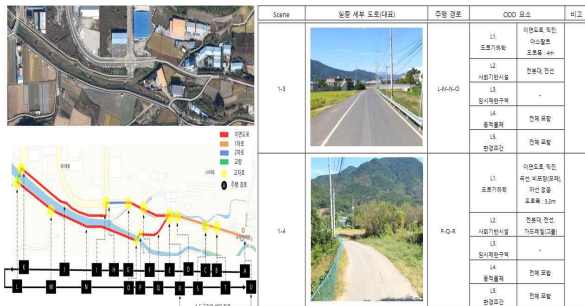 Scene
실증 세부 도로(대표)
주행 경로
ODD 요소
비고
1-3
L-M-N-O
L1.
도로기하학
이면도로, 직진,
아스팔트
도로폭 : 4m
L2.
사회기반시설
전봇대, 전선
L3.
임시제한구역
-
L4.
동적물체
전체 포함
L5.
환경조건
전체 포함
1-4
P-Q-R
L1.
도로기하학
이면도로, 직진,
곡선, 비포장(모래),
차선 없음
도로폭 : 3.2m
L2.
사회기반시설
전봇대, 전선,
가드레일(그물)
L3.
임시제한구역
-
L4.
동적물체
전체 포함
L5.
환경조건
전체 포함
이면도로
1차로
2차로
교량
교차로
주행 경로
K J I H G F E D C B A
L M N O P Q R S T U